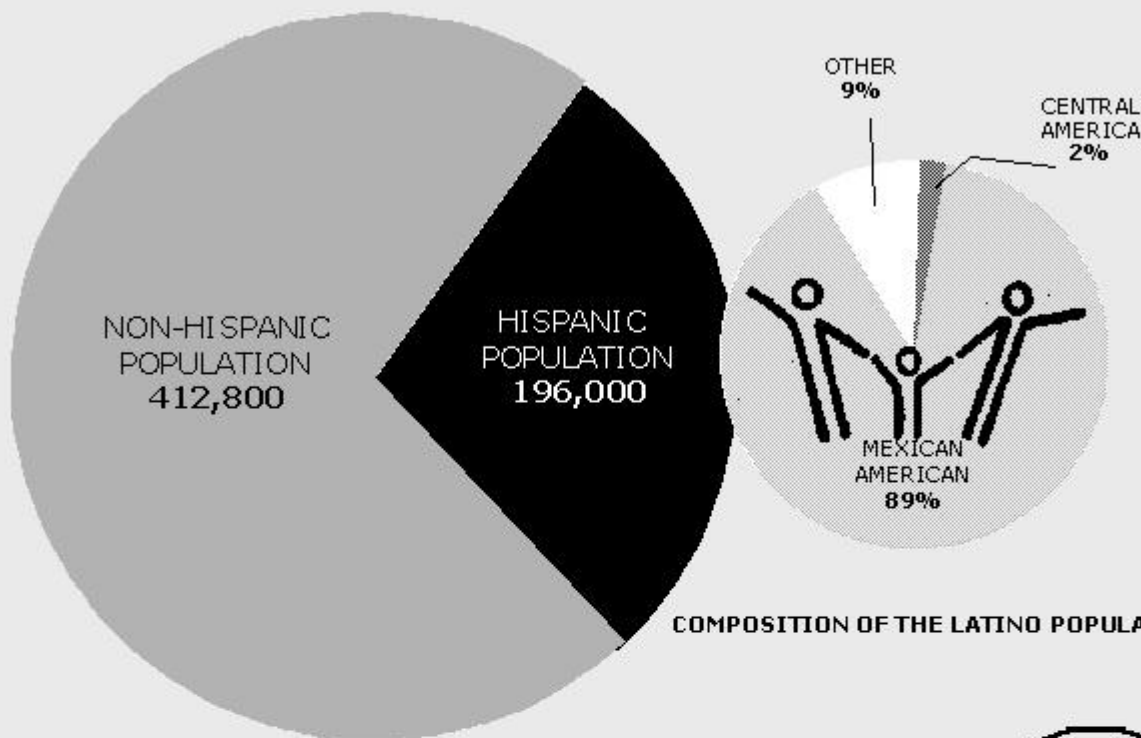 OTHER
9%
CENTRAL
AMERICA
2%
NON-HISPANIC
POPULATION
412,800
HISPANIC
POPULATION
196,000
MEXICAN
AMERICAN
89%
COMPOSITION OF THE LATINO POPULA